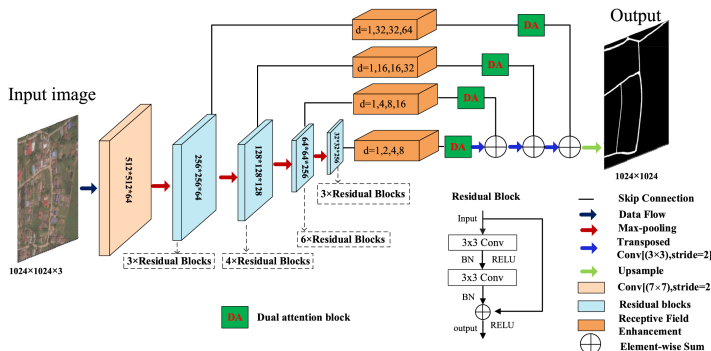 Output
d=1,32,32,64
DA
d=1,16,16,32
DA
Input image
d=1,4,8,16
DA
512*512*64
256*256*64
128*128*128
64*64*256
32*32*256
d=1,2,4,8
DA
1024×1024
3×Residual Blocks
Residual Block
1024×1024×3
3×Residual Blocks
4×Residual Blocks
6×Residual Blocks
Input
3x3 Conv
BN
RELU
3x3 Conv
BN
output
RELU
DA
Dual attention block
Skip Connection
Data Flow
Max-pooling
Transposed
Conv[(3×3),stride=2]
Upsample
Conv[(7×7),stride=2
Residual blocks
Receptive Field
Enhancement
Element-wise Sum